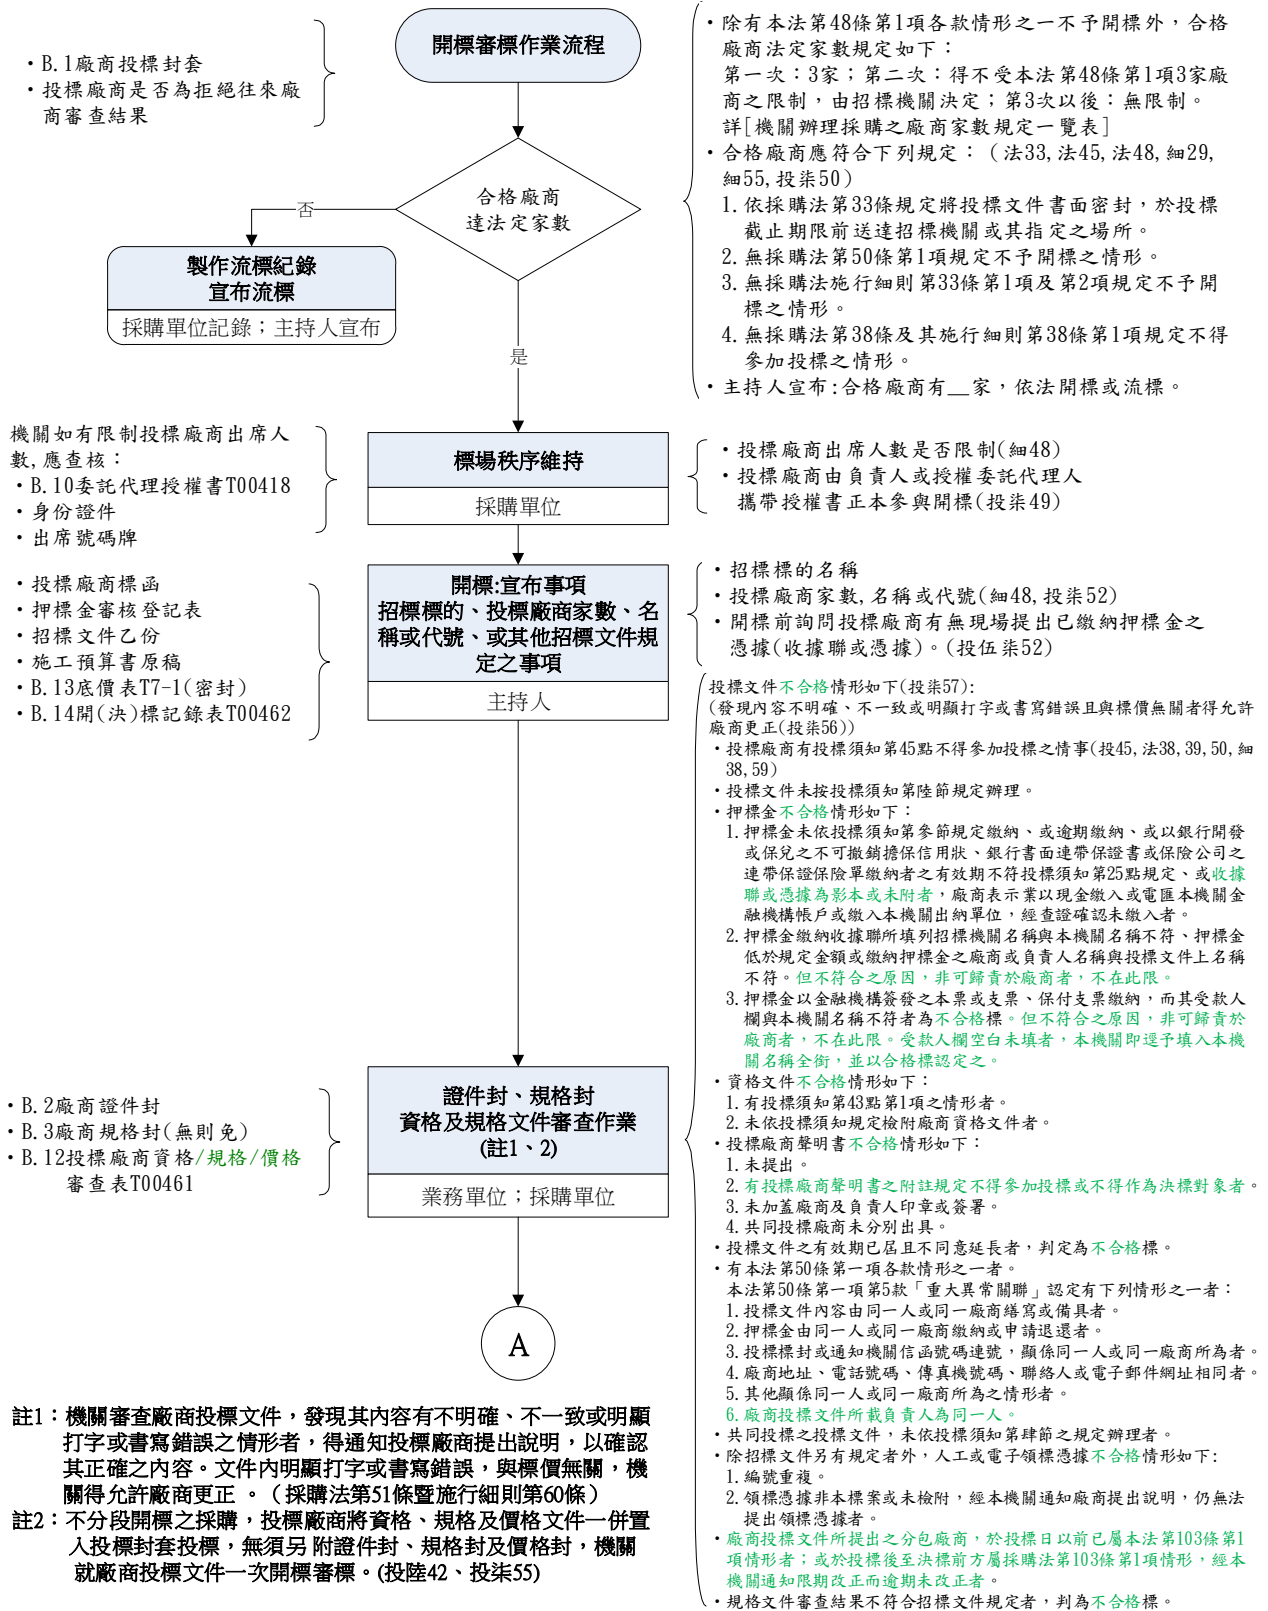 開標審標作業流程
・B.1廠商投標封套
・投標廠商是否為拒絕往來廠
商審查結果
・除有本法第48條第1項各款情形之一不予開標外，合格
廠商法定家數規定如下：
第一次：3家；第二次：得不受本法第48條第1項3家廠
商之限制，由招標機關決定；第3次以後：無限制。
詳[機關辦理採購之廠商家數規定一覽表]
・合格廠商應符合下列規定：（法33,法45,法48,細29,
細55,投柒50）
1.依採購法第33條規定將投標文件書面密封，於投標
截止期限前送達招標機關或其指定之場所。
2.無採購法第50條第1項規定不予開標之情形。
3.無採購法施行細則第33條第1項及第2項規定不予開
標之情形。
4.無採購法第38條及其施行細則第38條第1項規定不得
參加投標之情形。
・主持人宣布:合格廠商有__家，依法開標或流標。
合格廠商
達法定家數
否
製作流標紀錄
宣布流標
採購單位記錄；主持人宣布
是
機關如有限制投標廠商出席人
數,應查核：
・B.10委託代理授權書T00418
・身份證件
・出席號碼牌
標場秩序維持
採購單位
・投標廠商出席人數是否限制(細48)
・投標廠商由負責人或授權委託代理人
攜帶授權書正本參與開標(投柒49)
・投標廠商標函
・押標金審核登記表
・招標文件乙份
・施工預算書原稿
・B.13底價表T7-1(密封)
・B.14開(決)標記錄表T00462
開標:宣布事項
招標標的、投標廠商家數、名
稱或代號、或其他招標文件規
定之事項
主持人
・招標標的名稱
・投標廠商家數,名稱或代號(細48,投柒52)
・開標前詢問投標廠商有無現場提出已繳納押標金之
憑據(收據聯或憑據)。(投伍柒52)
投標文件不合格情形如下(投柒57):
(發現內容不明確、不一致或明顯打字或書寫錯誤且與標價無關者得允許
廠商更正(投柒56))
・投標廠商有投標須知第45點不得參加投標之情事(投45,法38,39,50,細
38,59)
・投標文件未按投標須知第陸節規定辦理。
・押標金不合格情形如下：
1.押標金未依投標須知第參節規定繳納、或逾期繳納、或以銀行開發
或保兌之不可撤銷擔保信用狀、銀行書面連帶保證書或保險公司之
連帶保證保險單繳納者之有效期不符投標須知第25點規定、或收據
聯或憑據為影本或未附者，廠商表示業以現金繳入或電匯本機關金
融機構帳戶或繳入本機關出納單位，經查證確認未繳入者。
2.押標金繳納收據聯所填列招標機關名稱與本機關名稱不符、押標金
低於規定金額或繳納押標金之廠商或負責人名稱與投標文件上名稱
不符。但不符合之原因，非可歸責於廠商者，不在此限。
3.押標金以金融機構簽發之本票或支票、保付支票繳納，而其受款人
欄與本機關名稱不符者為不合格標。但不符合之原因，非可歸責於
廠商者，不在此限。受款人欄空白未填者，本機關即逕予填入本機
關名稱全銜，並以合格標認定之。
・資格文件不合格情形如下：
1.有投標須知第43點第1項之情形者。
2.未依投標須知規定檢附廠商資格文件者。
・投標廠商聲明書不合格情形如下：
1.未提出。
2.有投標廠商聲明書之附註規定不得參加投標或不得作為決標對象者。
3.未加蓋廠商及負責人印章或簽署。
4.共同投標廠商未分別出具。
・投標文件之有效期已屆且不同意延長者，判定為不合格標。
・有本法第50條第一項各款情形之一者。
本法第50條第一項第5款「重大異常關聯」認定有下列情形之一者：
1.投標文件內容由同一人或同一廠商繕寫或備具者。
2.押標金由同一人或同一廠商繳納或申請退還者。
3.投標標封或通知機關信函號碼連號，顯係同一人或同一廠商所為者。
4.廠商地址、電話號碼、傳真機號碼、聯絡人或電子郵件網址相同者。
5.其他顯係同一人或同一廠商所為之情形者。
6.廠商投標文件所載負責人為同一人。
・共同投標之投標文件，未依投標須知第肆節之規定辦理者。
・除招標文件另有規定者外，人工或電子領標憑據不合格情形如下:
1.編號重複。
2.領標憑據非本標案或未檢附，經本機關通知廠商提出說明，仍無法
提出領標憑據者。
・廠商投標文件所提出之分包廠商，於投標日以前已屬本法第103條第1
項情形者；或於投標後至決標前方屬採購法第103條第1項情形，經本
機關通知限期改正而逾期未改正者。
・規格文件審查結果不符合招標文件規定者，判為不合格標。
・B.2廠商證件封
・B.3廠商規格封(無則免)
・B.12投標廠商資格/規格/價格
審查表T00461
證件封、規格封
資格及規格文件審查作業
(註1、2)
業務單位；採購單位
A
註1：機關審查廠商投標文件，發現其內容有不明確、不一致或明顯
打字或書寫錯誤之情形者，得通知投標廠商提出說明，以確認
其正確之內容。文件內明顯打字或書寫錯誤，與標價無關，機
關得允許廠商更正 。（採購法第51條暨施行細則第60條）
註2：不分段開標之採購，投標廠商將資格、規格及價格文件一併置
入投標封套投標，無須另 附證件封、規格封及價格封，機關
就廠商投標文件一次開標審標。(投陸42、投柒55)